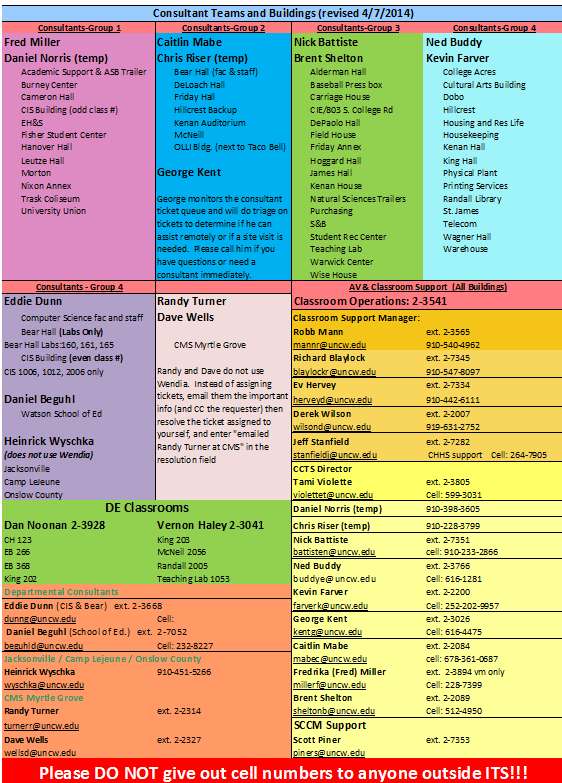 Consultant Teams and Buildings (revised 4/7/2014)
Consultants-Group 1
Fred Miller
Daniel Norris (temp)
Academic Support & ASB Trailer
Burney Center
Cameron Hall
CIS Building (odd class #)
EH&S
Fisher Student Center
Hanover Hall
Leutze Hall
Morton
Nixon Annex
Trask Coliseum
University Union
Consultants-Group 2
Caitlin Mabe
Chris Riser (temp)
Bear Hall (fac & staff)
DeLoach Hall
Friday Hall
Hillcrest Backup
Kenan Auditorium
McNeill
OLLI Bldg. (next to Taco Bell)
George Kent
George monitors the consultant
ticket queue and will do triage on
tickets to determine if he can
assist remotely or if a site visit is
needed. Please call him if you
have questions or need a
consultant immediately.
Consultants-Group 3
Nick Battiste
Brent Shelton
Alderman Hall
Baseball Press box
Carriage House
CIE/803 S. College Rd
DePaolo Hall
Field House
Friday Annex
Hoggard Hall
James Hall
Kenan House
Natural Sciences Trailers
Purchasing
S&B
Student Rec Center
Teaching Lab
Warwick Center
Wise House
Consultants-Group 4
Ned Buddy
Kevin Farver
College Acres
Cultural Arts Building
Dobo
Hillcrest
Housing and Res Life
Housekeeping
Kenan Hall
King Hall
Physical Plant
Printing Services
Randall Library
St. James
Telecom
Wagner Hall
Warehouse
Consultants - Group 4
Eddie Dunn
Computer Science fac and staff
Bear Hall (Labs Only)
Bear Hall Labs:160, 161, 165
CIS Building (even class #)
CIS 1006, 1012, 2006 only
Daniel Beguhl
Watson School of Ed
Heinrick Wyschka
(does not use Wendia)
Jacksonville
Camp LeJeune
Onslow County
Randy Turner
Dave Wells
CMS Myrtle Grove
Randy and Dave do not use
Wendia. Instead of assigning
tickets, email them the important
info (and CC the requester) then
resolve the ticket assigned to
yourself, and enter "emailed
Randy Turner at CMS" in the
resolution field
AV & Classroom Support (All Buildings)
Classroom Operations: 2-3541
Classroom Support Manager:
Robb Mann ext. 2-3565
mannr@uncw.edu 910-540-4962
Richard Blaylock ext. 2-7345
blaylockr@uncw.edu 910-547-8097
Ev Hervey ext. 2-7334
herveyd@uncw.edu 910-442-6111
Derek Wilson ext. 2-2007
wilsond@uncw.edu 919-631-2752
Jeff Stanfield ext. 2-7282
stanfieldj@uncw.edu CHHS support Cell: 264-7905
CCTS Director
Tami Violette ext. 2-3805
violettet@uncw.edu Cell: 599-3031
Daniel Norris (temp) 910-398-3605
Chris Riser (temp) 910-228-3799
Nick Battiste ext. 2-7351
battisten@uncw.edu cell: 910-233-2866
Ned Buddy ext. 2-3766
buddye@uncw.edu Cell: 616-1281
Kevin Farver ext. 2-2200
farverk@uncw.edu Cell: 252-202-9957
George Kent ext. 2-3026
kentg@uncw.edu Cell: 616-4475
Caitlin Mabe ext. 2-2084
mabec@uncw.edu cell: 678-361-0687
Fredrika (Fred) Miller ext. 2-3894 vm only
millerf@uncw.edu Cell: 228-7399
Brent Shelton ext. 2-2089
sheltonb@uncw.edu Cell: 512-4950
SCCM Support
Scott Piner ext. 2-7353
piners@uncw.edu
DE Classrooms
Dan Noonan 2-3928 Vernon Haley 2-3041
CH 123 King 203
EB 266 McNeil 2056
EB 368 Randall 2005
King 202 Teaching Lab 1053
Departmental Consultants
Eddie Dunn (CIS & Bear) ext. 2-3668
dunng@uncw.edu Cell:
Daniel Beguhl (School of Ed.) ext. 2-7052
beguhld@uncw.edu Cell: 232-8227
Jacksonville / Camp Lejeune / Onslow County
Heinrick Wyschka 910-451-5266
wyschka@uncw.edu
CMS Myrtle Grove
Randy Turner ext. 2-2314
turnerr@uncw.edu
Dave Wells ext. 2-2327
wellsd@uncw.edu
Please DO NOT give out cell numbers to anyone outside ITS!!!